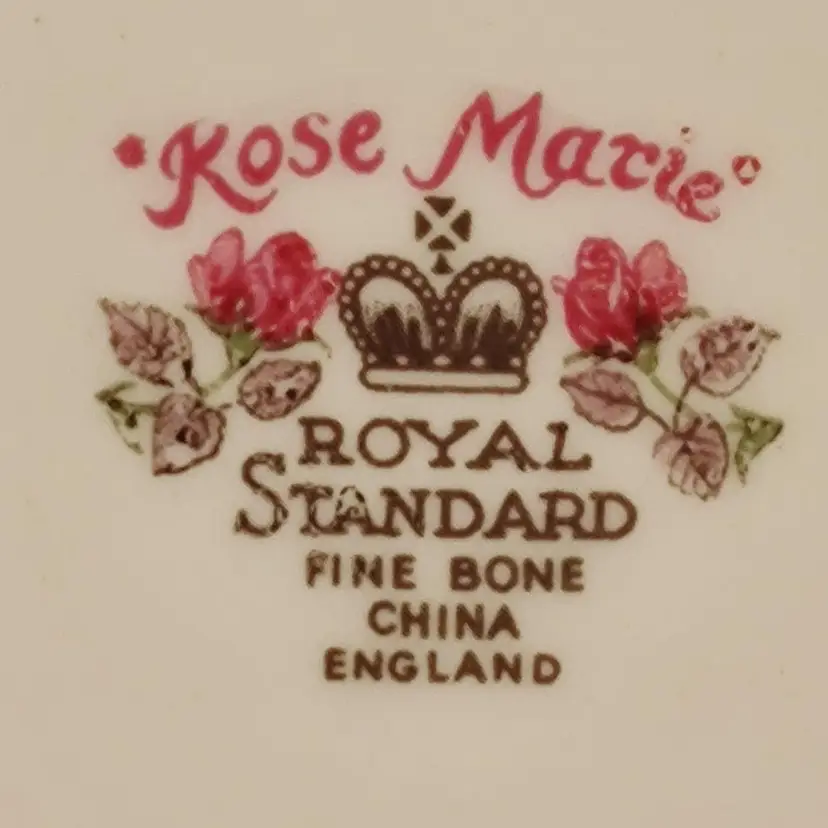 "Rose Marie"
ROYAL
STANDARD
FINE BONE
CHINA
ENGLAND